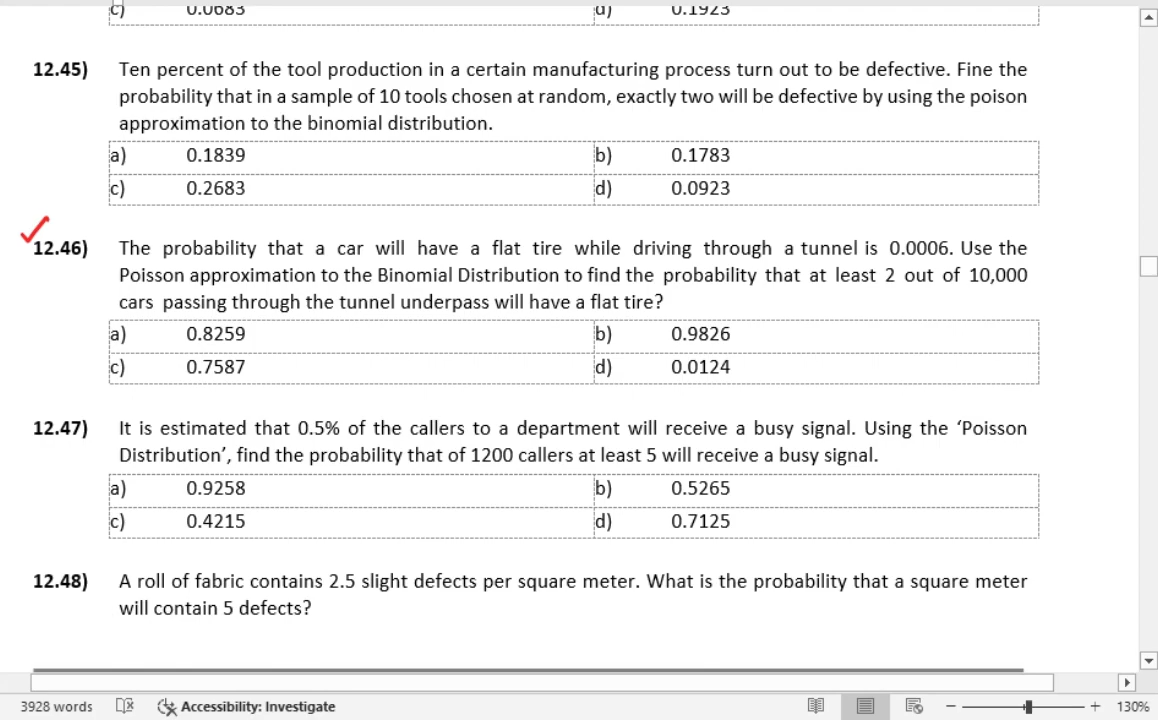 c) 0.0683 d) 0.1923
12.45) Ten percent of the tool production in a certain manufacturing process turn out to be defective. Fine the
probability that in a sample of 10 tools chosen at random, exactly two will be defective by using the poison
approximation to the binomial distribution.
a) 0.1839 b) 0.1783
c) 0.2683 d) 0.0923
12.46) The probability that a car will have a flat tire while driving through a tunnel is 0.0006. Use the
Poisson approximation to the Binomial Distribution to find the probability that at least 2 out of 10,000
cars passing through the tunnel underpass will have a flat tire?
a) 0.8259 b) 0.9826
c) 0.7587 d) 0.0124
12.47) It is estimated that 0.5% of the callers to a department will receive a busy signal. Using the ‘Poisson
Distribution’, find the probability that of 1200 callers at least 5 will receive a busy signal.
a) 0.9258 b) 0.5265
c) 0.4215 d) 0.7125
12.48) A roll of fabric contains 2.5 slight defects per square meter. What is the probability that a square meter
will contain 5 defects?
3928 words Accessibility: Investigate 130%